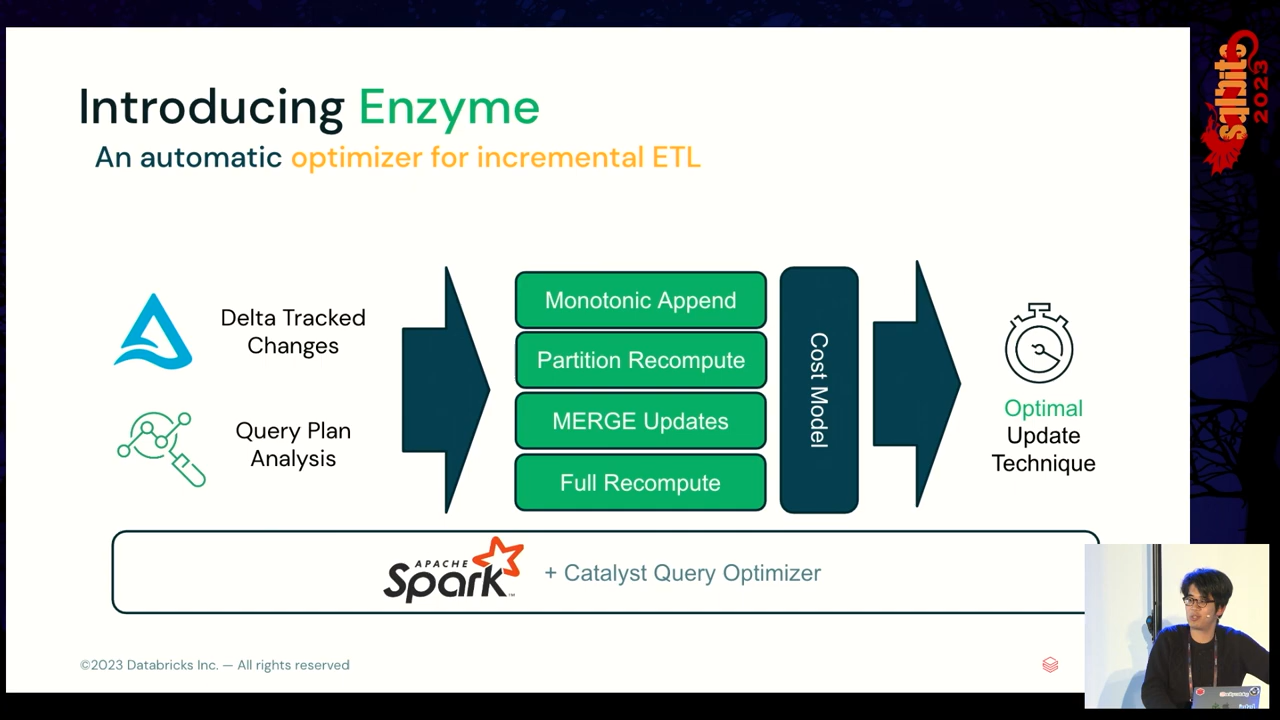 Introducing Enzyme
An automatic optimizer for incremental ETL
Delta Tracked
Changes
Query Plan
Analysis
Monotonic Append
Partition Recompute
MERGE Updates
Full Recompute
Cost Model
Optimal
Update
Technique
APACHE
Spark
+ Catalyst Query Optimizer
©2023 Databricks Inc. — All rights reserved
sqlbits
2023